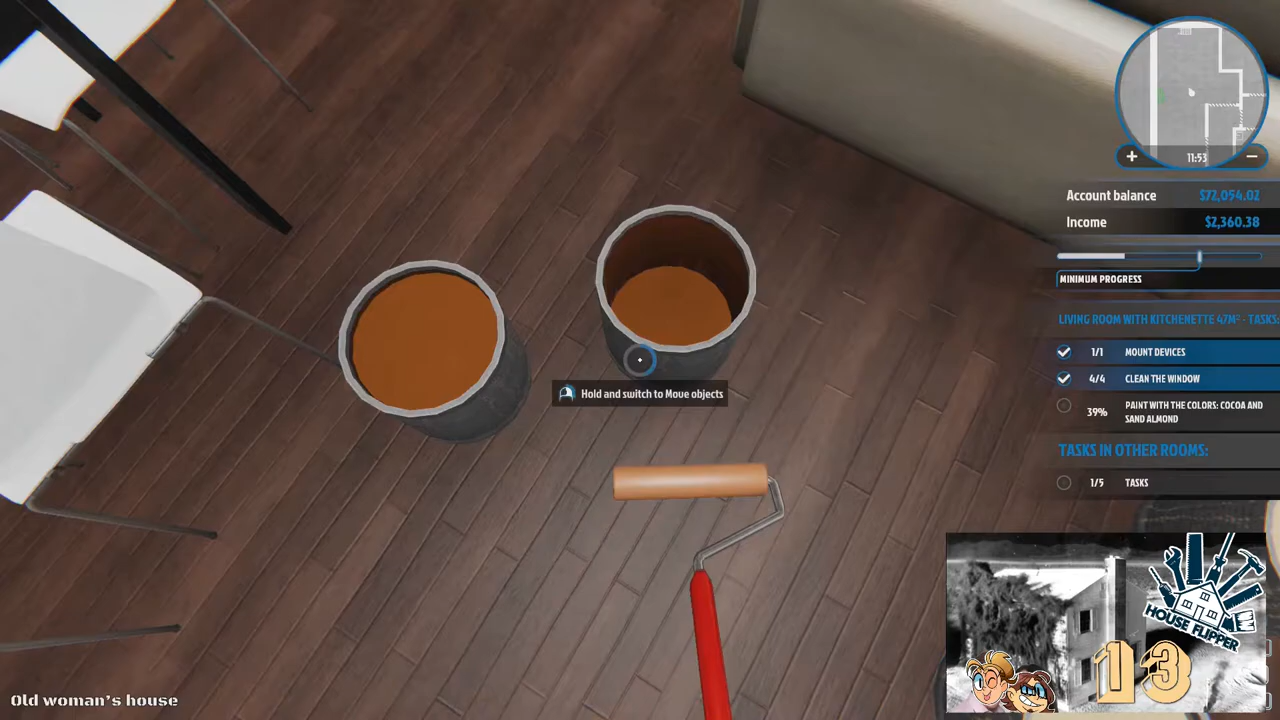 11:53
Account balance $72,054.02
Income $2,360.38
MINIMUM PROGRESS
LIVING ROOM WITH KITCHENETTE 47M² - TASKS:
1/1 MOUNT DEVICES
4/4 CLEAN THE WINDOW
39% PAINT WITH THE COLORS: COCOA AND
SAND ALMOND
TASKS IN OTHER ROOMS:
1/5 TASKS
Hold and switch to Move objects
HOUSE FLIPPER
13
Old woman's house